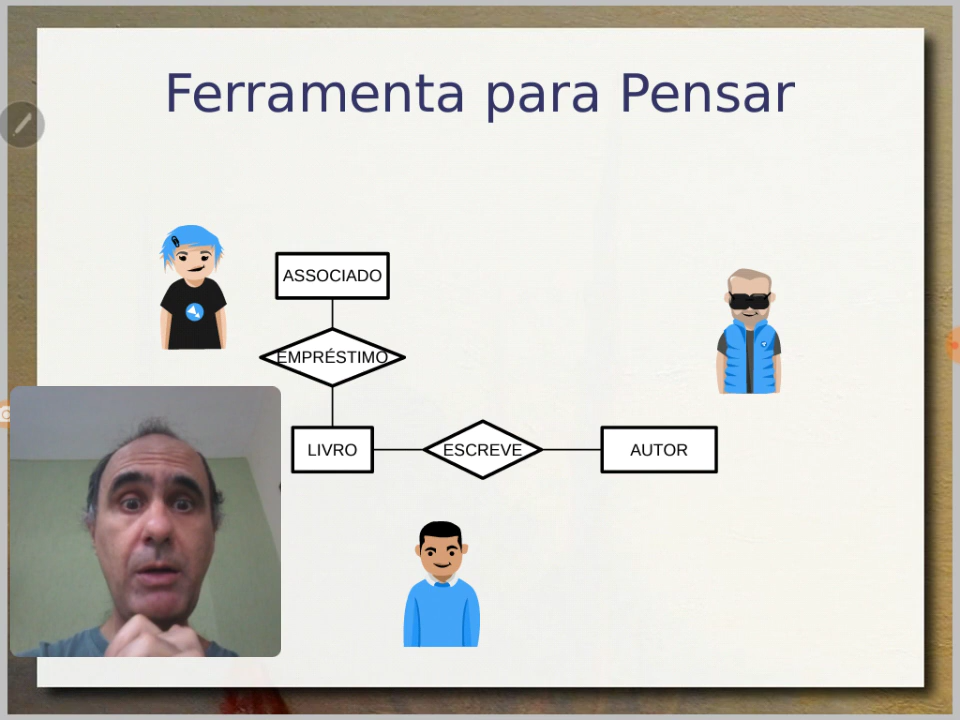 Ferramenta para Pensar
ASSOCIADO
EMPRÉSTIMO
LIVRO
ESCREVE
AUTOR